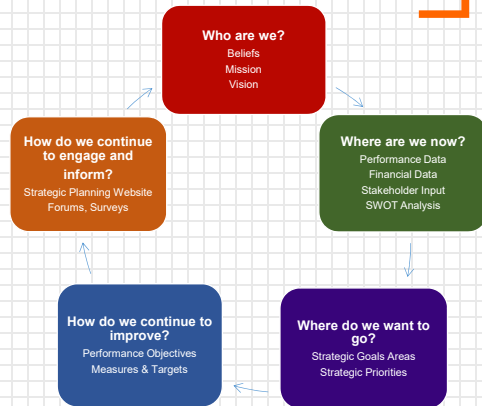 Who are we?
Beliefs
Mission
Vision
Where are we now?
Performance Data
Financial Data
Stakeholder Input
SWOT Analysis
Where do we want to
go?
Strategic Goals Areas
Strategic Priorities
How do we continue to
improve?
Performance Objectives
Measures & Targets
How do we continue
to engage and
inform?
Strategic Planning Website
Forums, Surveys